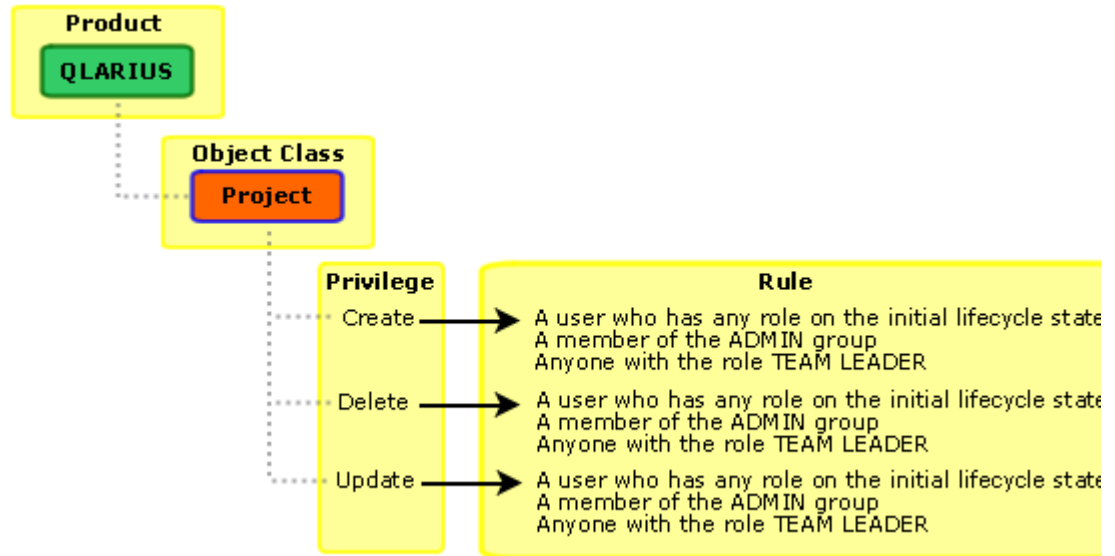 Product
QLARIUS
Object Class
Project
Privilege
Rule
Create
A user who has any role on the initial lifecycle state
A member of the ADMIN group
Anyone with the role TEAM LEADER
Delete
A user who has any role on the initial lifecycle state
A member of the ADMIN group
Anyone with the role TEAM LEADER
Update
A user who has any role on the initial lifecycle state
A member of the ADMIN group
Anyone with the role TEAM LEADER